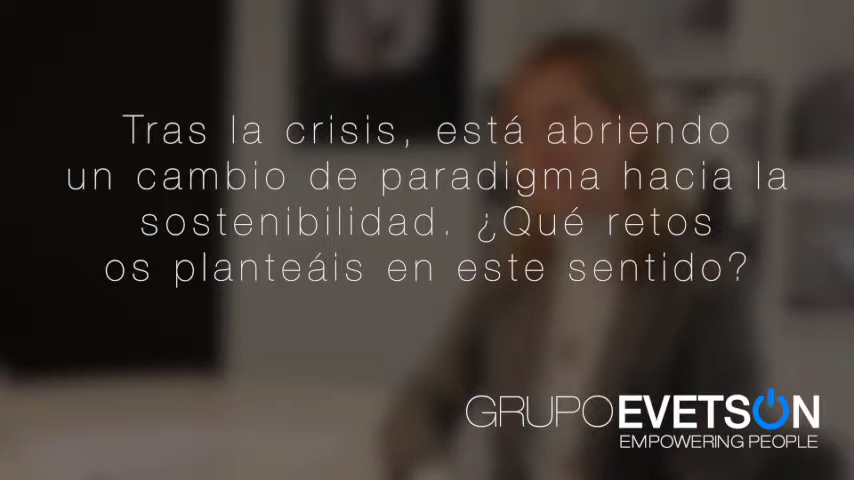 Tras la crisis, está abriendo
un cambio de paradigma hacia la
sostenibilidad. ¿Qué retos
os planteáis en este sentido?
GRUPOEVETSON
EMPOWERING PEOPLE